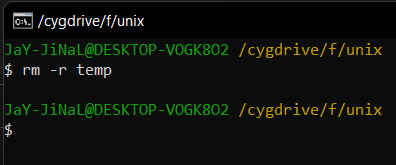 /cygdrive/f/unix
JaY-JiNaL@DESKTOP-VOGK8O2 /cygdrive/f/unix
$ rm -r temp
JaY-JiNaL@DESKTOP-VOGK8O2 /cygdrive/f/unix
$